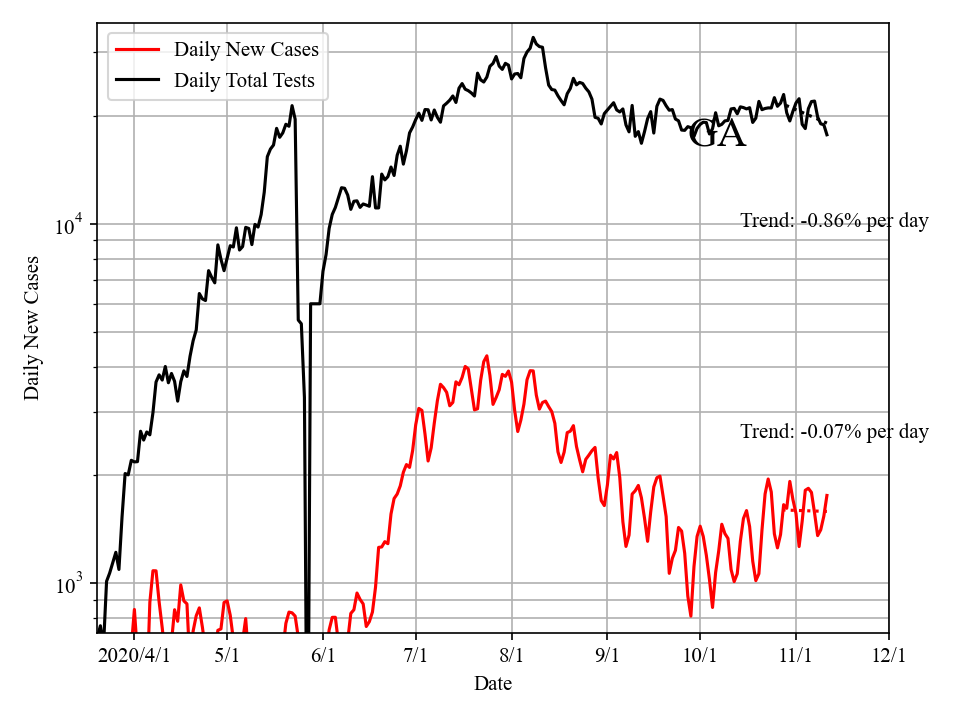 Daily New Cases
Daily Total Tests
GA
Trend: -0.86% per day
Trend: -0.07% per day
Daily New Cases
10^4
10^3
2020/4/1 5/1 6/1 7/1 8/1 9/1 10/1 11/1 12/1
Date